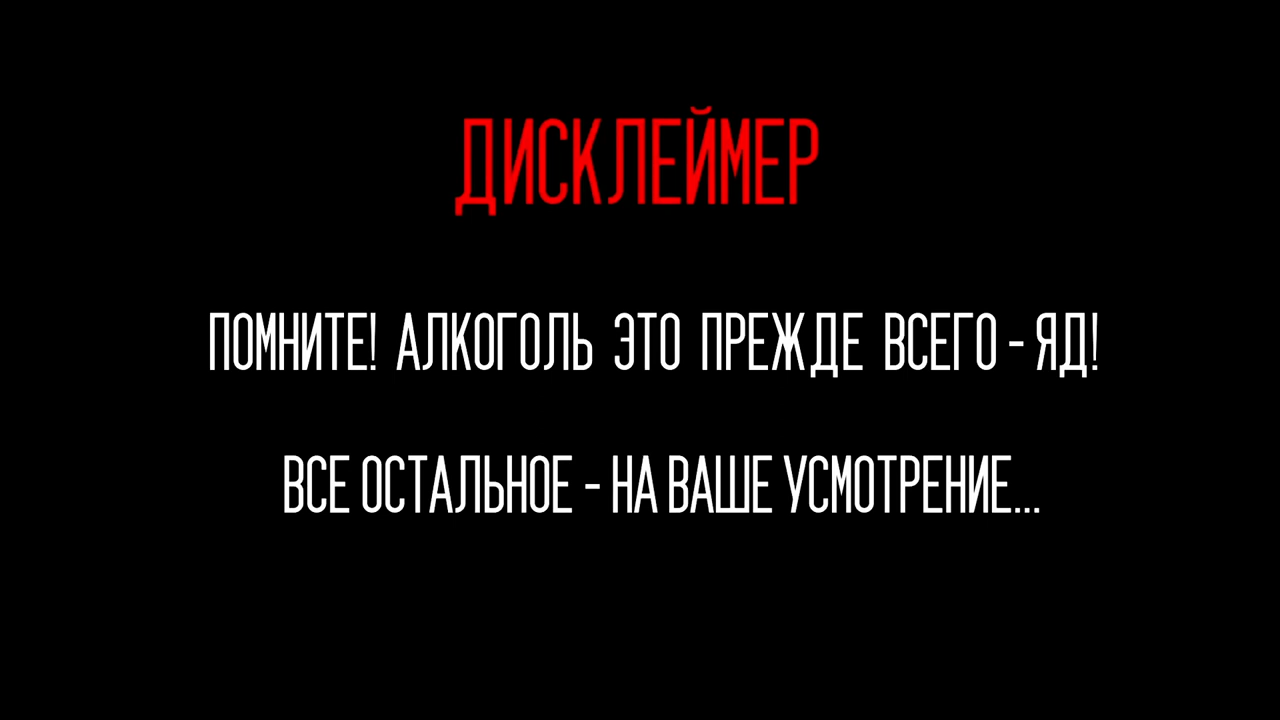 ДИСКЛЕЙМЕР
ПОМНИТЕ! АЛКОГОЛЬ ЭТО ПРЕЖДЕ ВСЕГО - ЯД!
ВСЕ ОСТАЛЬНОЕ - НА ВАШЕ УСМОТРЕНИЕ...